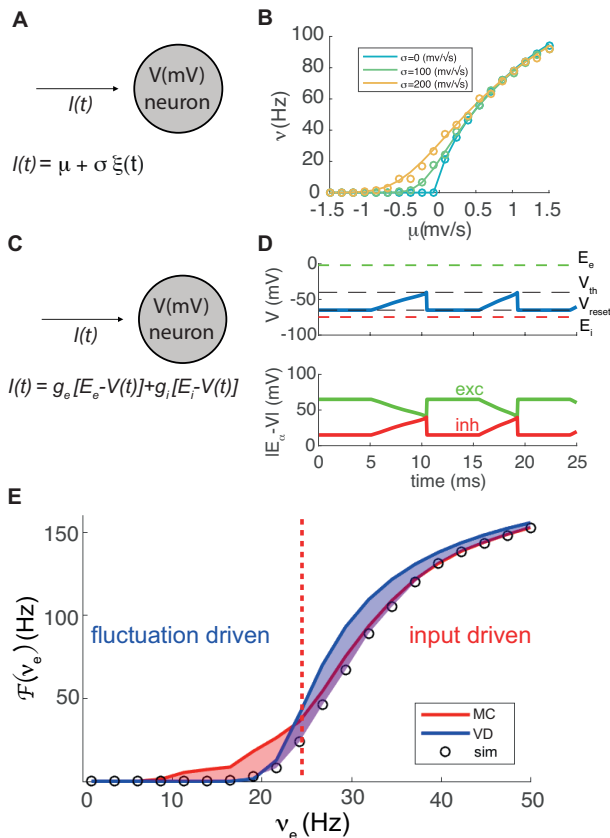 A
V(mV)
neuron
I(t)
I(t) = μ + σ ξ(t)
B
σ=0 (mv/√s)
σ=100 (mv/√s)
σ=200 (mv/√s)
ν(Hz)
100
80
60
40
20
0
-1.5 -1 -0.5 0 0.5 1 1.5
μ(mv/s)
C
V(mV)
neuron
I(t)
I(t) = g_e [E_e-V(t)]+g_i [E_i-V(t)]
D
V (mV)
0
-50
-100
E_e
V_th
V_reset
E_i
|E_α-V| (mV)
100
50
0
exc
inh
0 5 10 15 20 25
time (ms)
E
F(ν_e) (Hz)
150
100
50
fluctuation driven
input driven
MC
VD
sim
0 10 20 30 40 50
ν_e (Hz)